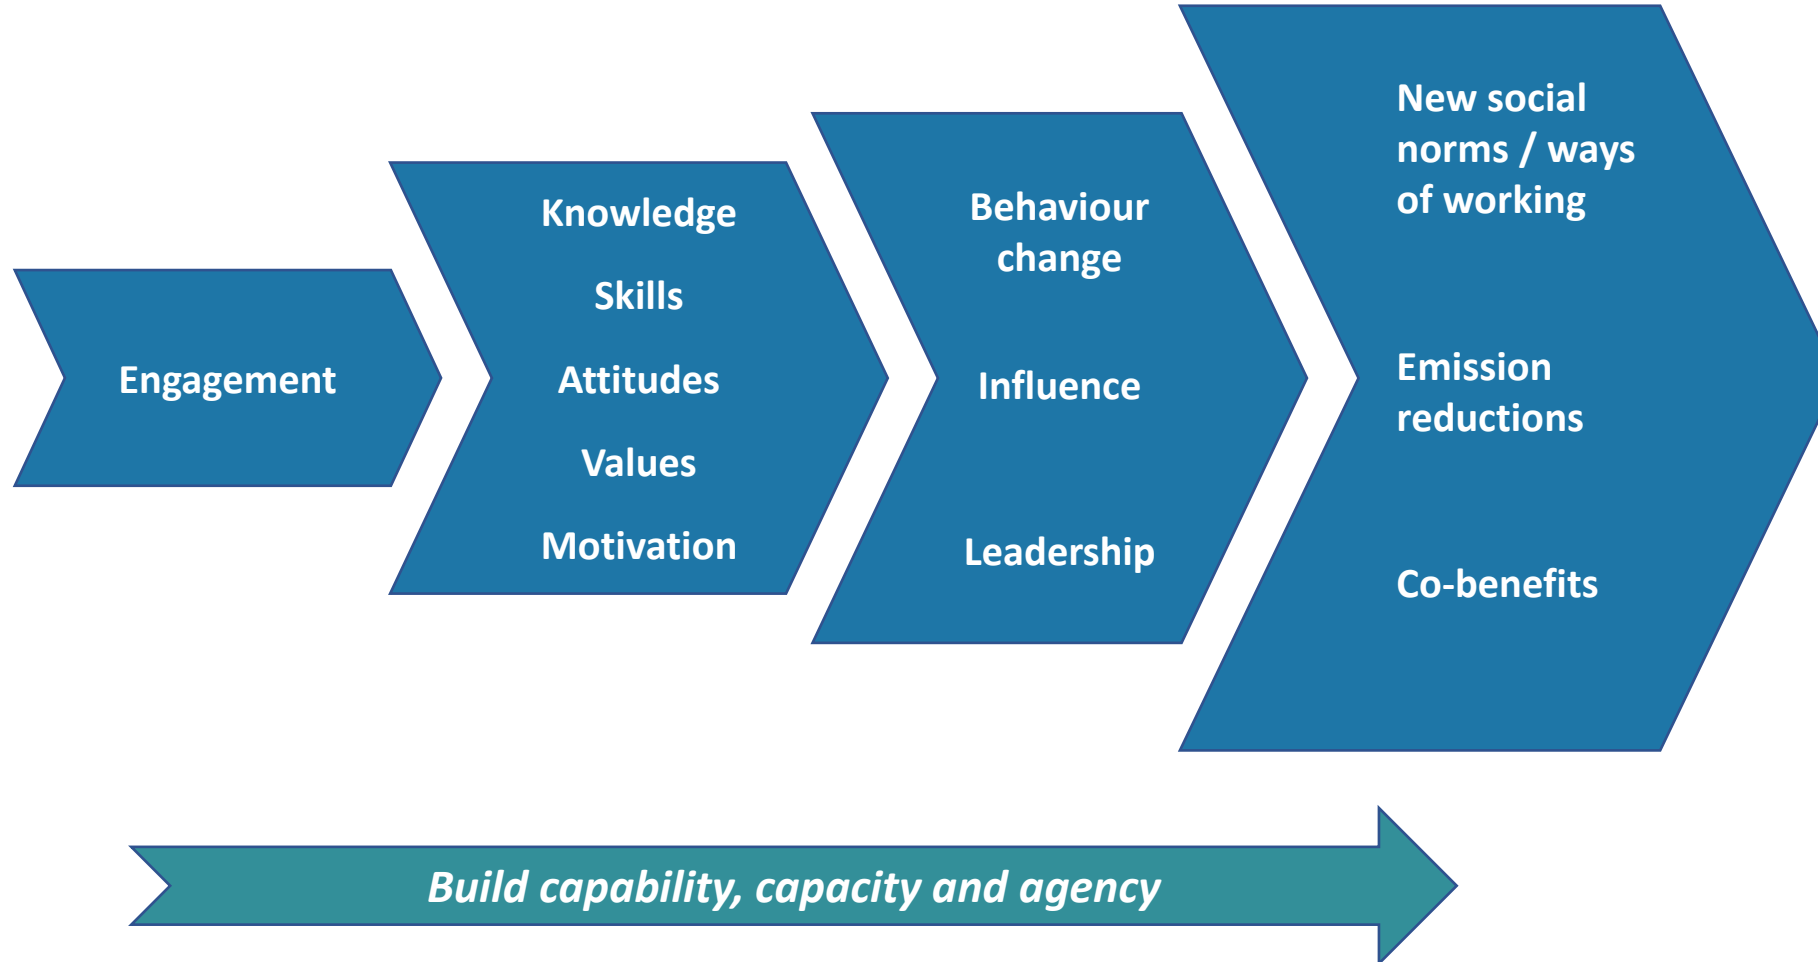 Engagement
Knowledge
Skills
Attitudes
Values
Motivation
Behaviour
change
Influence
Leadership
New social
norms / ways
of working
Emission
reductions
Co-benefits
Build capability, capacity and agency